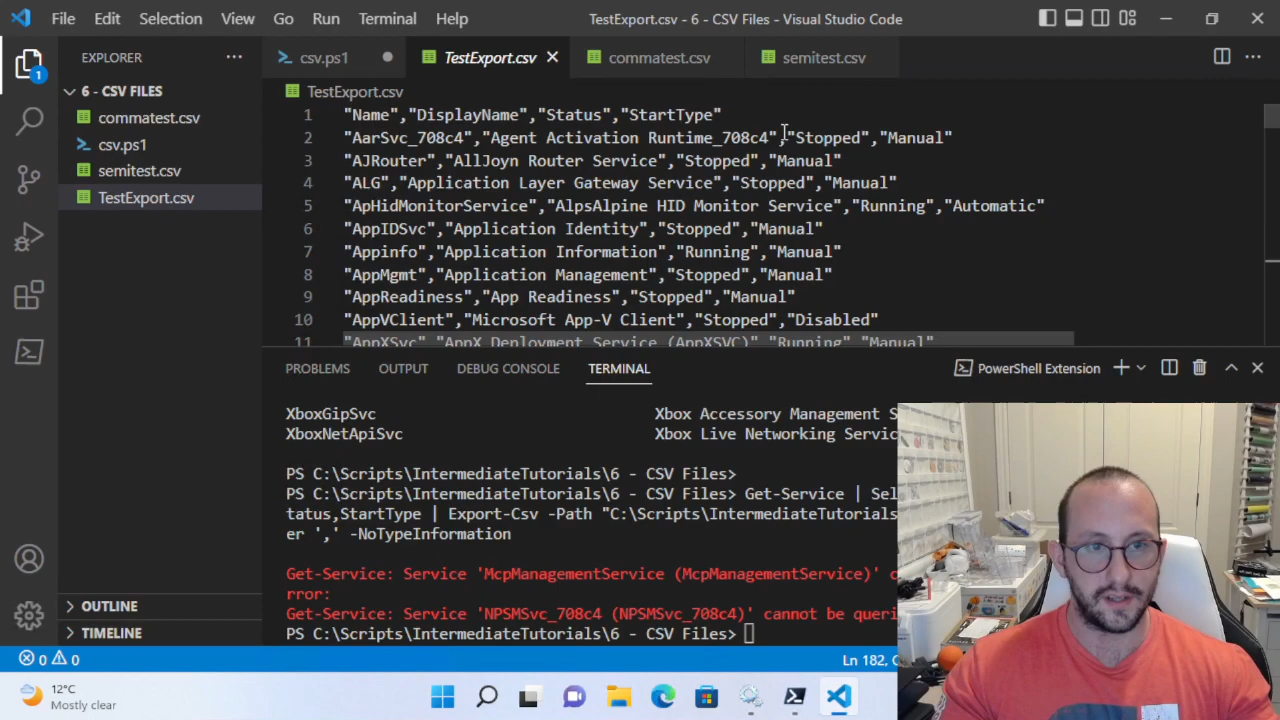 File Edit Selection View Go Run Terminal Help
TestExport.csv - 6 - CSV Files - Visual Studio Code
EXPLORER
csv.ps1
TestExport.csv
commatest.csv
semitest.csv
1
6 - CSV FILES
commatest.csv
csv.ps1
semitest.csv
TestExport.csv
TestExport.csv
1 "Name","DisplayName","Status","StartType"
2 "AarSvc_708c4","Agent Activation Runtime_708c4","Stopped","Manual"
3 "AJRouter","AllJoyn Router Service","Stopped","Manual"
4 "ALG","Application Layer Gateway Service","Stopped","Manual"
5 "ApHidMonitorService","AlpsAlpine HID Monitor Service","Running","Automatic"
6 "AppIDSvc","Application Identity","Stopped","Manual"
7 "Appinfo","Application Information","Running","Manual"
8 "AppMgmt","Application Management","Stopped","Manual"
9 "AppReadiness","App Readiness","Stopped","Manual"
10 "AppVClient","Microsoft App-V Client","Stopped","Disabled"
11 "AppXSvc","AppX Deployment Service (AppXSVC)","Running","Manual"
PROBLEMS OUTPUT DEBUG CONSOLE TERMINAL
PowerShell Extension
XboxGipSvc Xbox Accessory Management S
XboxNetApiSvc Xbox Live Networking Servic
PS C:\Scripts\IntermediateTutorials\6 - CSV Files>
PS C:\Scripts\IntermediateTutorials\6 - CSV Files> Get-Service | Sel
tatus,StartType | Export-Csv -Path "C:\Scripts\IntermediateTutorials
er ',' -NoTypeInformation
Get-Service: Service 'McpManagementService (McpManagementService)' c
rror:
Get-Service: Service 'NPSMSvc_708c4 (NPSMSvc_708c4)' cannot be queri
PS C:\Scripts\IntermediateTutorials\6 - CSV Files>
OUTLINE
TIMELINE
0 0
Ln 182, C
12°C
Mostly clear